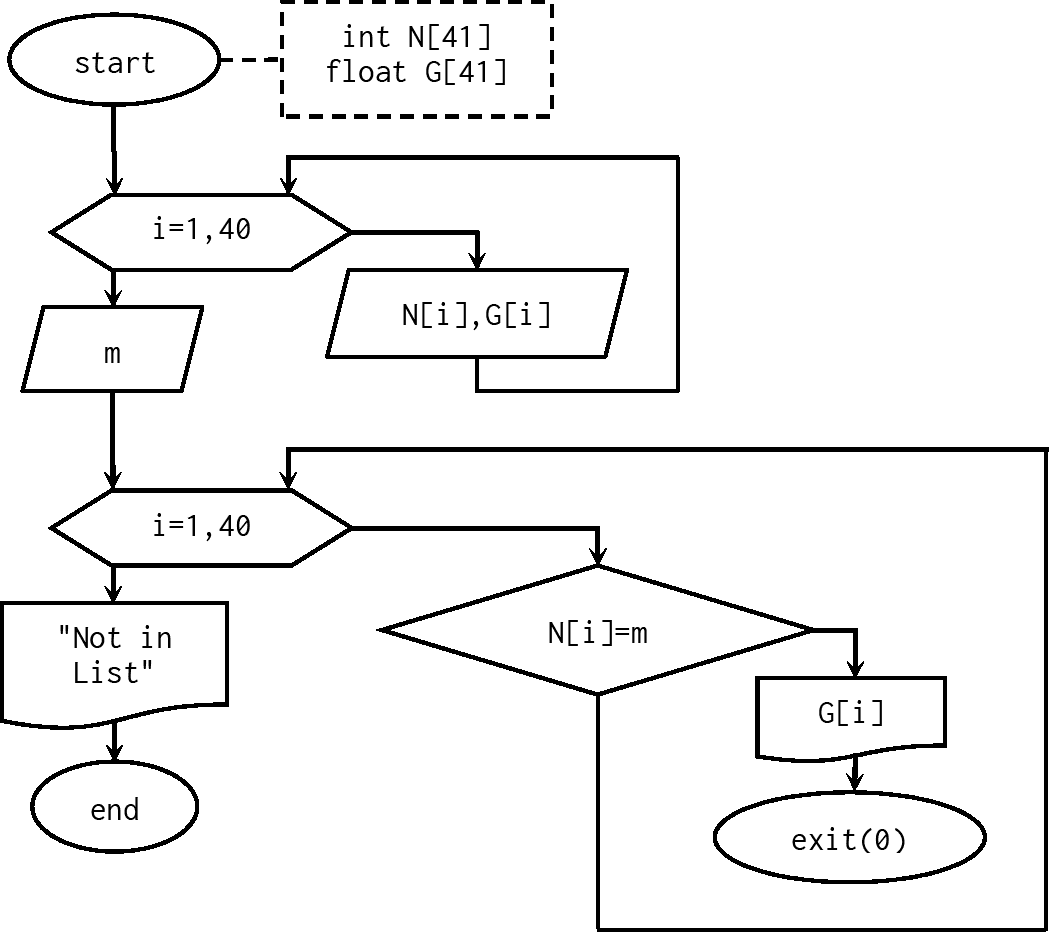 start
int N[41]
float G[41]
i=1,40
N[i],G[i]
m
i=1,40
"Not in
List"
N[i]=m
G[i]
end
exit(0)